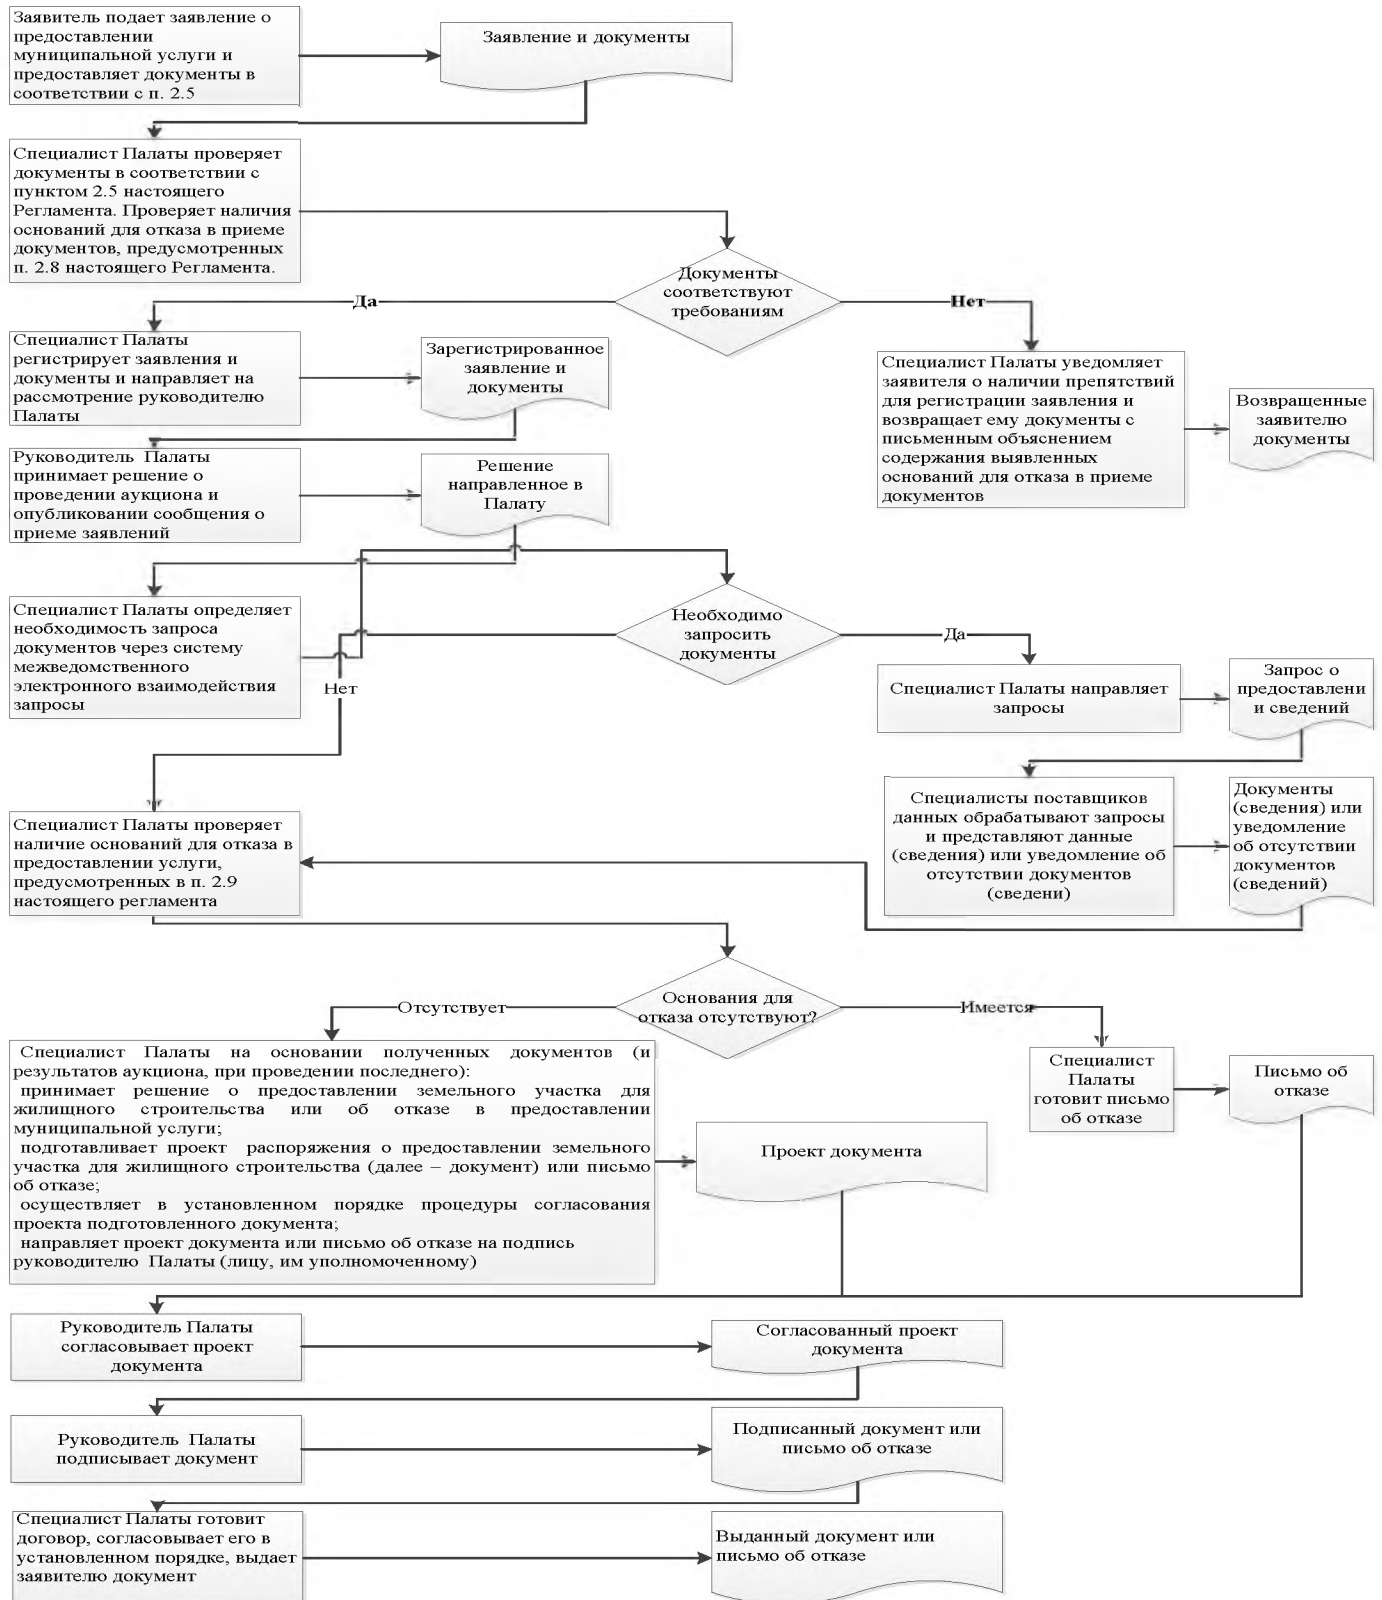 Заявитель подает заявление о
предоставлении
муниципальной услуги и
предоставляет документы в
соответствии с п. 2.5
Заявление и документы
Специалист Палаты проверяет
документы в соответствии с
пунктом 2.5 настоящего
Регламента. Проверяет наличия
оснований для отказа в приеме
документов, предусмотренных
п. 2.8 настоящего Регламента.
Документы
соответствуют
требованиям
Да
Нет
Специалист Палаты
регистрирует заявления и
документы и направляет на
рассмотрение руководителю
Палаты
Зарегистрированное
заявление и
документы
Специалист Палаты уведомляет
заявителя о наличии препятствий
для регистрации заявления и
возвращает ему документы с
письменным объяснением
содержания выявленных
оснований для отказа в приеме
документов
Возвращенные
заявителю
документы
Руководитель Палаты
принимает решение о
проведении аукциона и
опубликовании сообщения о
приеме заявлений
Решение
направленное в
Палату
Специалист Палаты определяет
необходимость запроса
документов через систему
межведомственного
электронного взаимодействия
запросы
Необходимо
запросить
документы
Да
Нет
Специалист Палаты направляет
запросы
Запрос о
предоставлени
и сведений
Специалисты поставщиков
данных обрабатывают запросы
и представляют данные
(сведения) или уведомление об
отсутствии документов
(сведени)
Документы
(сведения) или
уведомление
об отсутствии
документов
(сведений)
Специалист Палаты проверяет
наличие оснований для отказа в
предоставлении услуги,
предусмотренных в п. 2.9
настоящего регламента
Основания для
отказа отсутствуют?
Отсутствует
Имеется
Специалист Палаты на основании полученных документов (и
результатов аукциона, при проведении последнего):
принимает решение о предоставлении земельного участка для
жилищного строительства или об отказе в предоставлении
муниципальной услуги;
подготавливает проект распоряжения о предоставлении земельного
участка для жилищного строительства (далее – документ) или письмо
об отказе;
осуществляет в установленном порядке процедуры согласования
проекта подготовленного документа;
направляет проект документа или письмо об отказе на подпись
руководителю Палаты (лицу, им уполномоченному)
Проект документа
Специалист
Палаты
готовит письмо
об отказе
Письмо об
отказе
Руководитель Палаты
согласовывает проект
документа
Согласованный проект
документа
Руководитель Палаты
подписывает документ
Подписанный документ или
письмо об отказе
Специалист Палаты готовит
договор, согласовывает его в
установленном порядке, выдает
заявителю документ
Выданный документ или
письмо об отказе